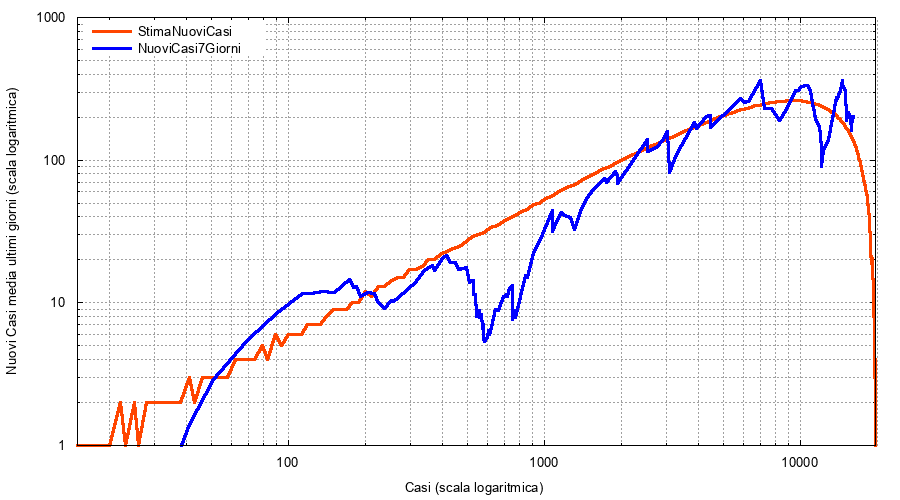 1000
StimaNuoviCasi
NuoviCasi7Giorni
100
10
1
100
1000
10000
Nuovi Casi media ultimi giorni (scala logaritmica)
Casi (scala logaritmica)